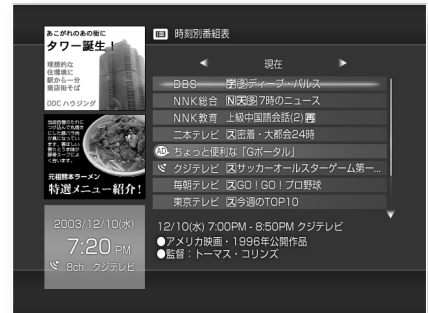 あこがれのあの街に
タワー誕生!
理想的な
住環境に
駅から一分
商店街そば
DDC ハウジング
元祖熊本ラーメン
特選メニュー紹介!
2003/12/10(水)
7:20 PM
8ch クジテレビ
時刻別番組表
現在
DBS 字図ディープ・パルス
NNK総合 N天図7時のニュース
NNK教育 上級中国語会話(2)再
二本テレビ 図密着・大都会24時
AD ちょっと便利な「Gポータル」
クジテレビ 図サッカーオールスターゲーム第一...
毎朝テレビ 図GO!GO!プロ野球
東京テレビ 図今週のTOP10
12/10(水) 7:00PM - 8:50PM クジテレビ
●アメリカ映画・1996年公開作品
●監督:トーマス・コリンズ